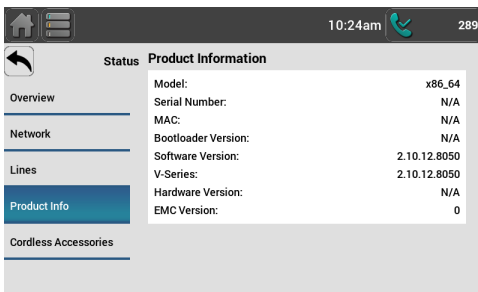 10:24am 289
Status Product Information
Overview
Network
Lines
Product Info
Cordless Accessories
Model: x86_64
Serial Number: N/A
MAC: N/A
Bootloader Version: N/A
Software Version: 2.10.12.8050
V-Series: 2.10.12.8050
Hardware Version: N/A
EMC Version: 0